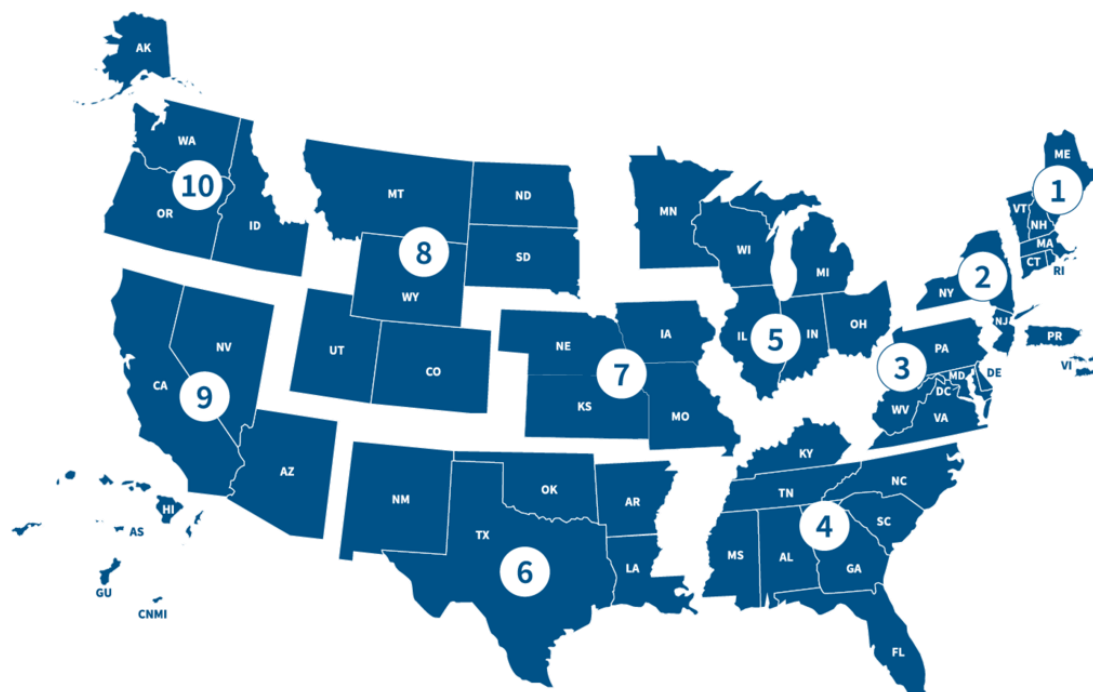 AK
WA
10
OR
ID
MT
ND
8
SD
WY
MN
WI
MI
ME
1
VT
NH
MA
CT
RI
2
NY
NJ
PR
VI
NV
UT
CO
CA
9
AZ
NE
IA
7
KS
MO
IL
5
IN
OH
PA
3
MD
DE
DC
WV
VA
HI
AS
GU
CNMI
NM
OK
TX
6
AR
LA
KY
TN
NC
4
SC
MS
AL
GA
FL